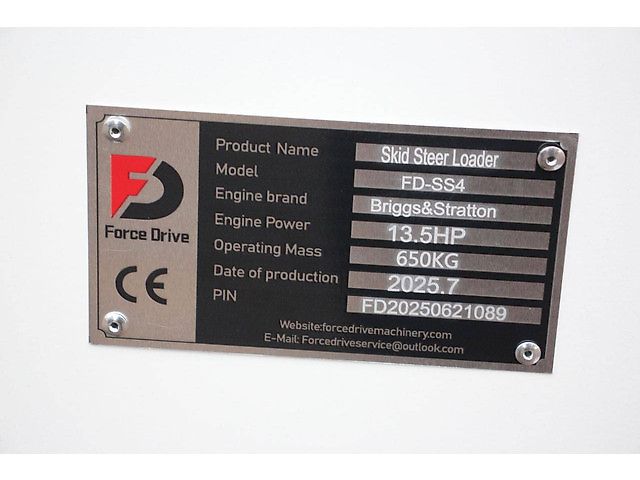 Force Drive
CE
Product Name Skid Steer Loader
Model FD-SS4
Engine brand Briggs&Stratton
Engine Power 13.5HP
Operating Mass 650KG
Date of production 2025.7
PIN FD20250621089
Website:forcedrivemachinery.com
E-Mail: Forcedriveservice@outlook.com